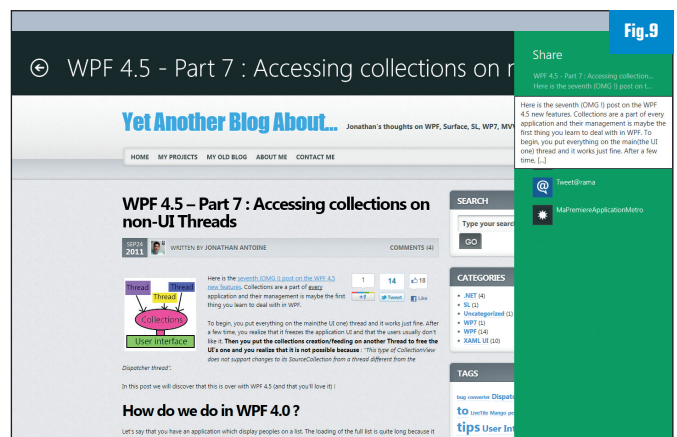 Fig.9
WPF 4.5 - Part 7 : Accessing collections on n
Share
WPF 4.5 - Part 7 : Accessing collection...
Here is the seventh (OMG !) post on t...
Here is the seventh (OMG !) post on the WPF
4.5 new features. Collections are a part of every
application and their management is maybe the
first thing you learn to deal with in WPF. To
begin, you put everything on the main(the UI
one) thread and it works just fine. After a few
time, [...]
Tweet@rama
MaPremiereApplicationMetro
Yet Another Blog About...
Jonathan's thoughts on WPF, Surface, SL, WP7, MVV
HOME MY PROJECTS MY OLD BLOG ABOUT ME CONTACT ME
WPF 4.5 – Part 7 : Accessing collections on
non-UI Threads
SEP24
2011
WRITTEN BY JONATHAN ANTOINE
COMMENTS (4)
Thread Thread
Thread
Collections
User interface
Here is the seventh (OMG !) post on the WPF 4.5
new features. Collections are a part of every
application and their management is maybe the first
thing you learn to deal with in WPF.
1 14 18
+1 Tweet Like
To begin, you put everything on the main(the UI one) thread and it works just fine. After
a few time, you realize that it freezes the application UI and that the users usually don't
like it. Then you put the collections creation/feeding on another Thread to free the
UI's one and you realize that it is not possible because : "This type of CollectionView
does not support changes to its SourceCollection from a thread different from the
Dispatcher thread".
In this post we will discover that this is over with WPF 4.5 (and that you'll love it) !
How do we do in WPF 4.0 ?
Let's say that you have an application which display peoples on a list. The loading of the full list is quite long because it
SEARCH
Type your searc
GO
CATEGORIES
.NET (4)
SL (1)
Uncategorized (1)
WP7 (1)
WPF (14)
XAML UI (10)
TAGS
bug converter Dispatc
to LiveTile Mango pe
tips User Int